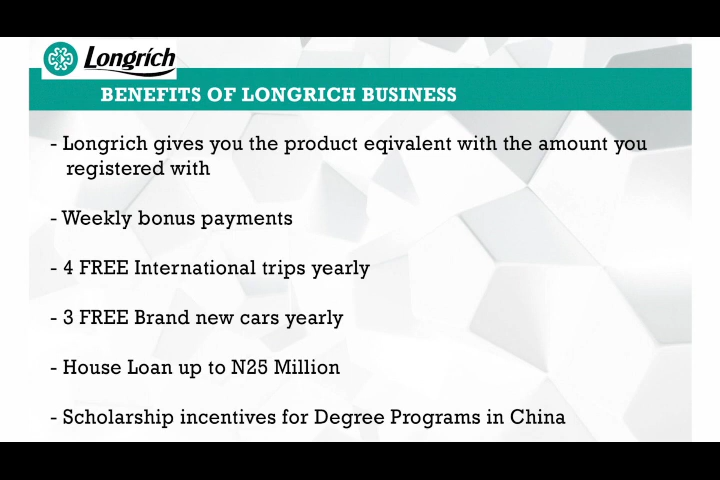 Longrích
BENEFITS OF LONGRICH BUSINESS
- Longrich gives you the product eqivalent with the amount you
registered with
- Weekly bonus payments
- 4 FREE International trips yearly
- 3 FREE Brand new cars yearly
- House Loan up to N25 Million
- Scholarship incentives for Degree Programs in China